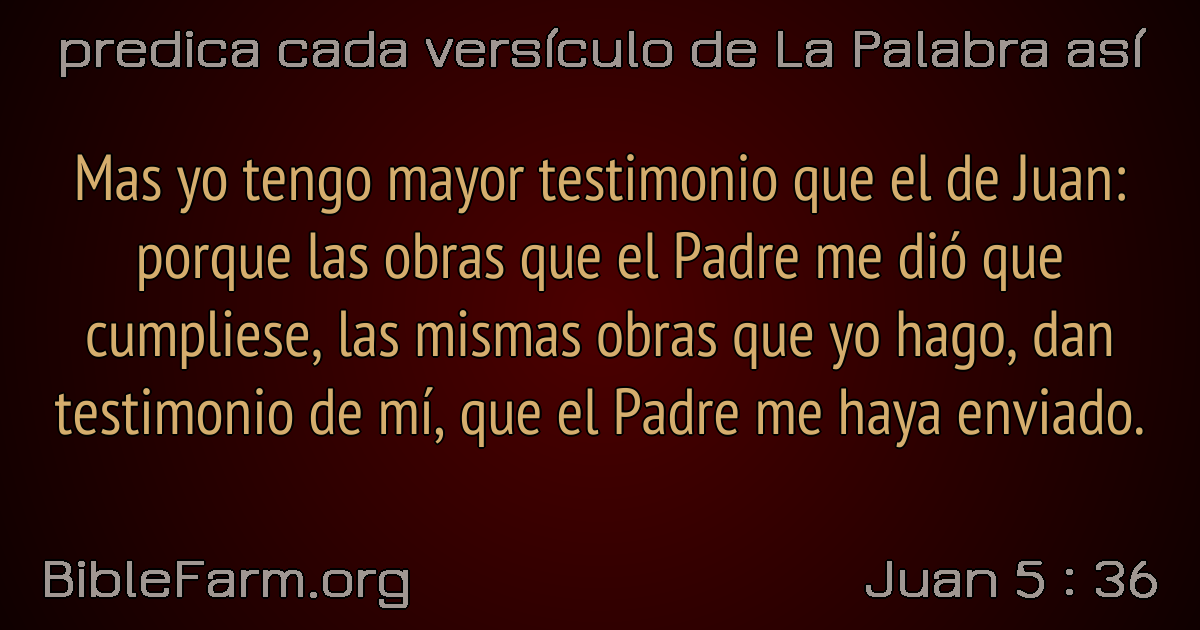 predica cada versículo de La Palabra así
Mas yo tengo mayor testimonio que el de Juan:
porque las obras que el Padre me dió que
cumpliese, las mismas obras que yo hago, dan
testimonio de mí, que el Padre me haya enviado.
BibleFarm.org
Juan 5 : 36